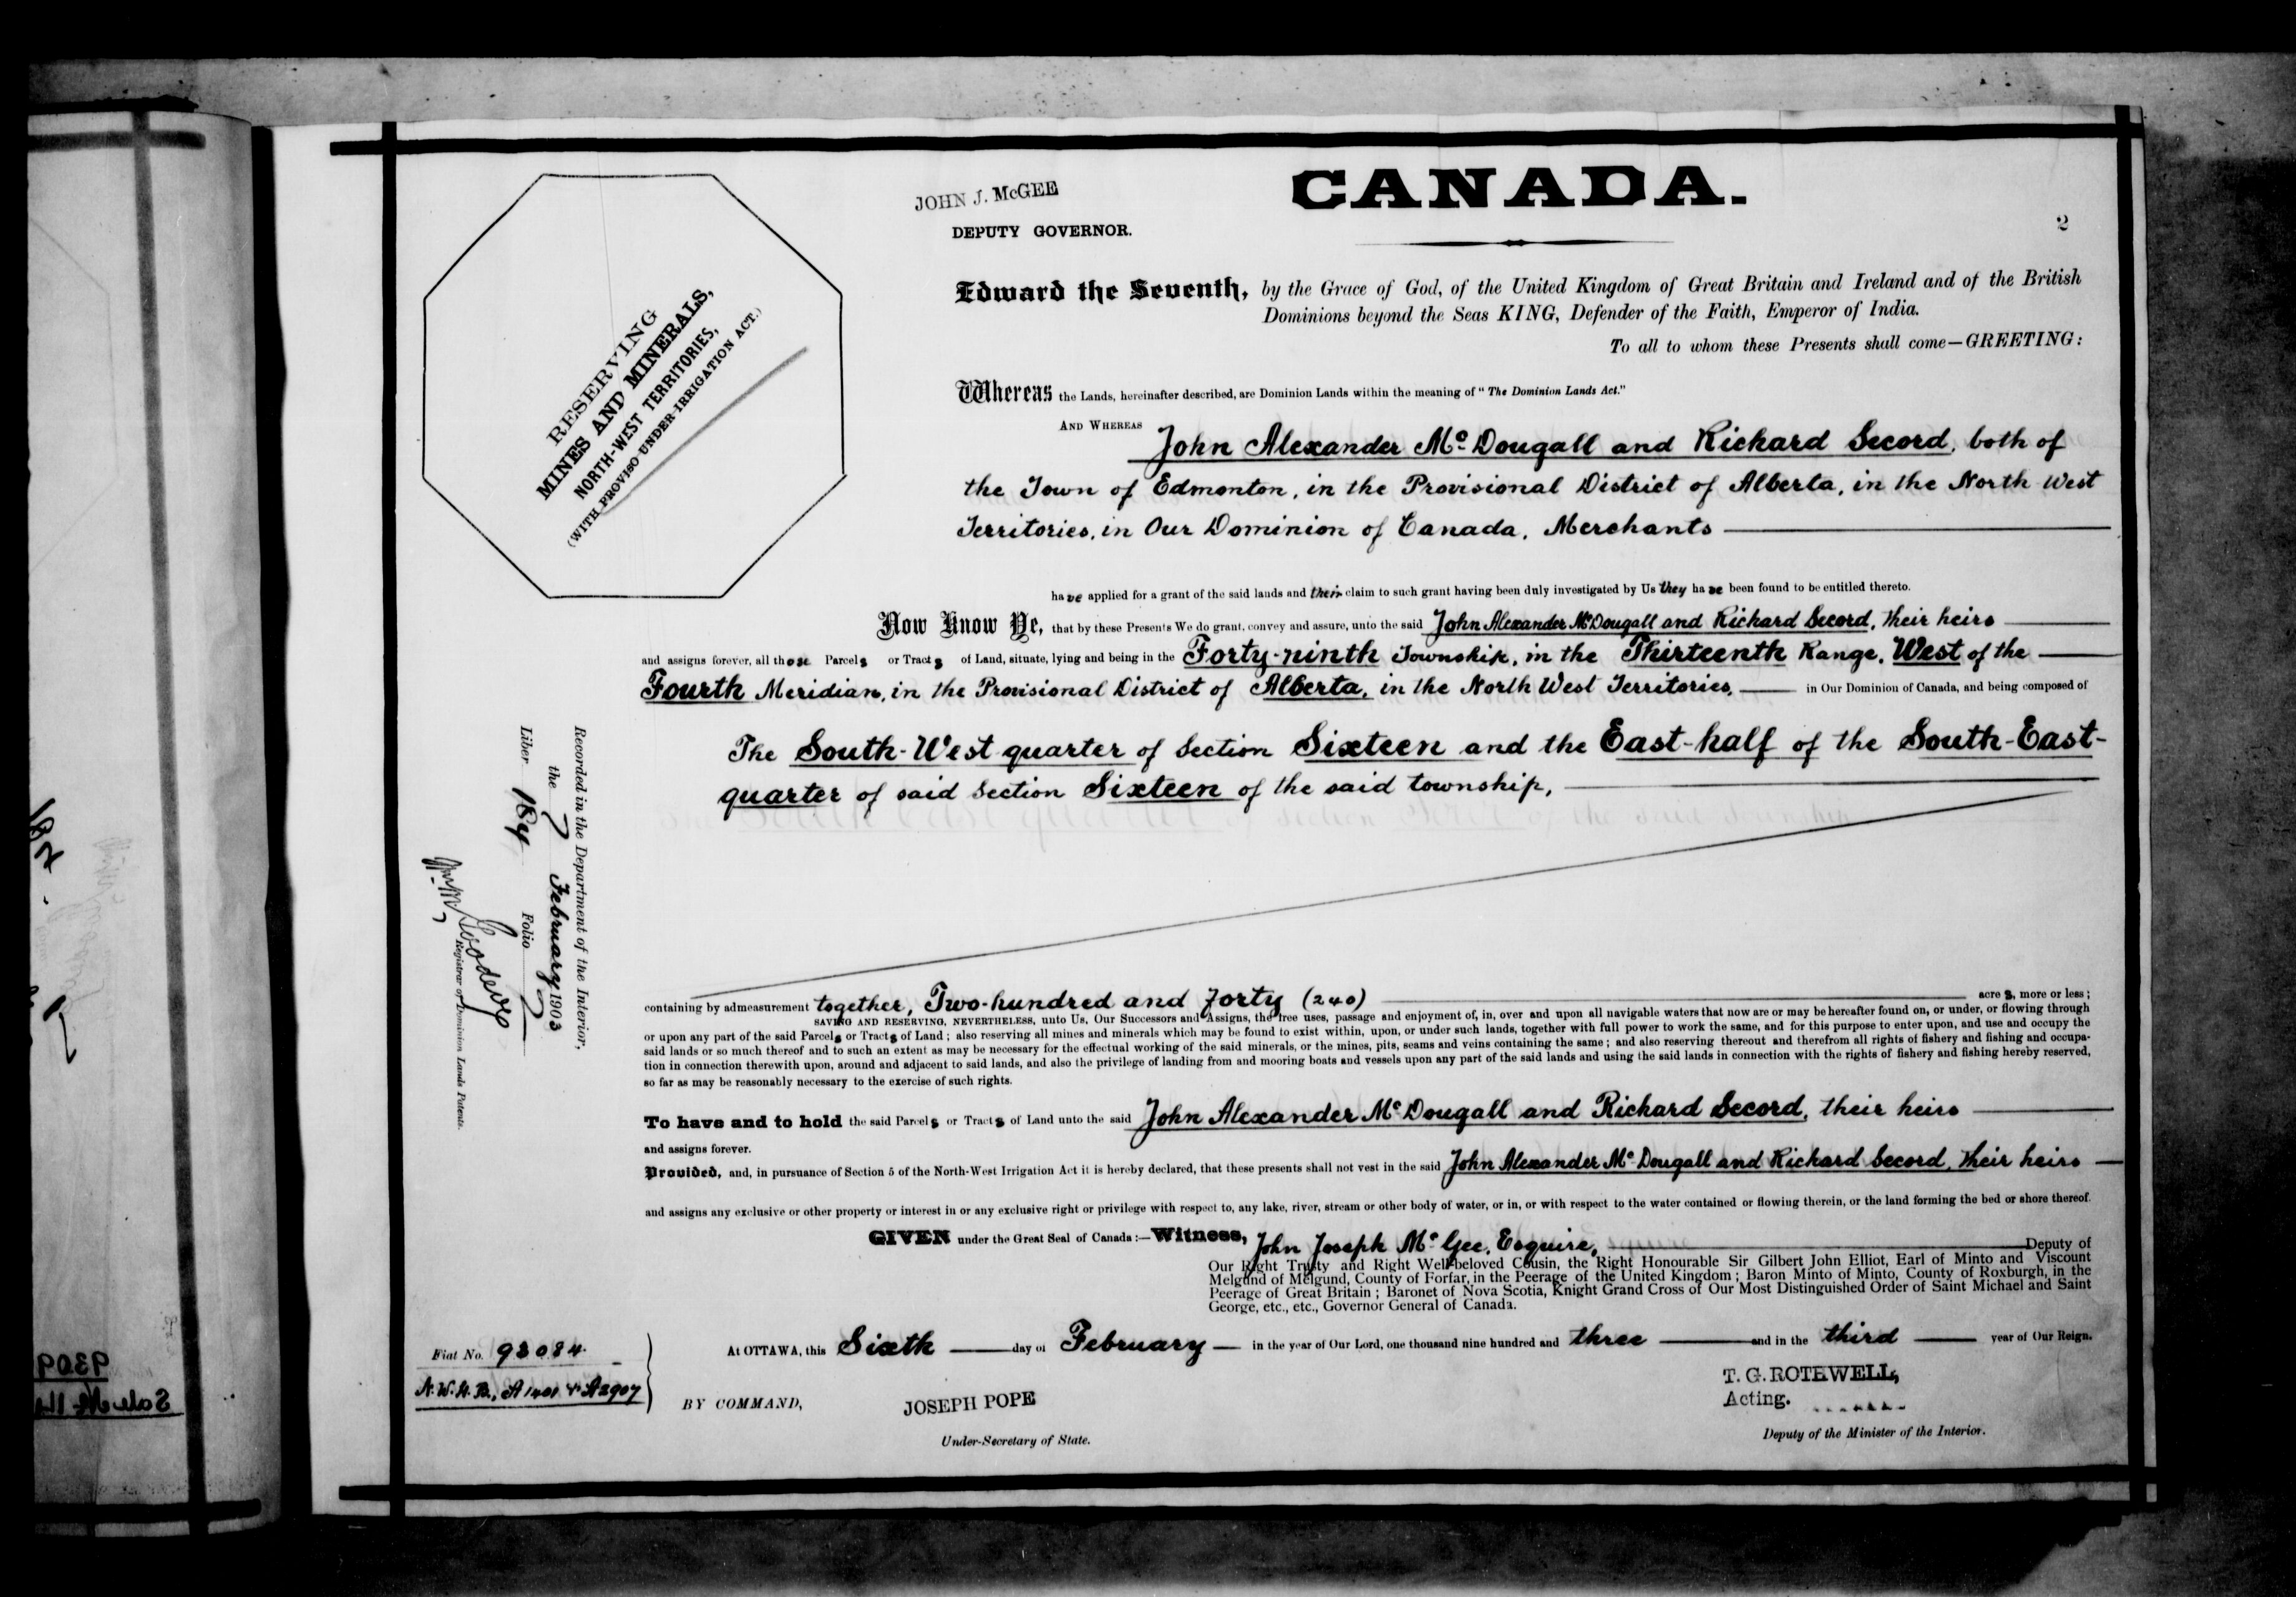 JOHN J. McGEE
DEPUTY GOVERNOR.
CANADA.
2
RESERVING
MINES AND MINERALS,
NORTH-WEST TERRITORIES,
(WITH PROVISO UNDER IRRIGATION ACT.)
Edward the Seventh, by the Grace of God, of the United Kingdom of Great Britain and Ireland and of the British
Dominions beyond the Seas KING, Defender of the Faith, Emperor of India.
To all to whom these Presents shall come—GREETING:
Whereas the Lands, hereinafter described, are Dominion Lands within the meaning of "The Dominion Lands Act."
AND WHEREAS John Alexander McDougall and Richard Secord, both of
the Town of Edmonton, in the Provisional District of Alberta, in the North West
Territories, in Our Dominion of Canada, Merchants
have applied for a grant of the said lands and their claim to such grant having been duly investigated by Us they have been found to be entitled thereto.
Now Know Ye, that by these Presents We do grant, convey and assure, unto the said John Alexander McDougall and Richard Secord, their heirs
and assigns forever, all those Parcels or Tracts of Land, situate, lying and being in the Forty-ninth Township, in the Thirteenth Range, West of the
Fourth Meridian, in the Provisional District of Alberta, in the North West Territories, in Our Dominion of Canada, and being composed of
The South-West quarter of Section Sixteen and the East-half of the South-East-
quarter of said Section Sixteen of the said township,
containing by admeasurement together, Two-hundred and Forty (240) acres, more or less;
SAVING AND RESERVING, NEVERTHELESS, unto Us, Our Successors and Assigns, the free uses, passage and enjoyment of, in, over and upon all navigable waters that now are or may be hereafter found on, or under, or flowing through
or upon any part of the said Parcels or Tracts of Land; also reserving all mines and minerals which may be found to exist within, upon, or under such lands, together with full power to work the same, and for this purpose to enter upon, and use and occupy the
said lands or so much thereof and to such an extent as may be necessary for the effectual working of the said minerals, or the mines, pits, seams and veins containing the same; and also reserving thereout and therefrom all rights of fishery and fishing and occupa-
tion in connection therewith upon, around and adjacent to said lands, and also the privilege of landing from and mooring boats and vessels upon any part of the said lands and using the said lands in connection with the rights of fishery and fishing hereby reserved,
so far as may be reasonably necessary to the exercise of such rights.
To have and to hold the said Parcels or Tracts of Land unto the said John Alexander McDougall and Richard Secord, their heirs
and assigns forever.
Provided, and, in pursuance of Section 5 of the North-West Irrigation Act it is hereby declared, that these presents shall not vest in the said John Alexander McDougall and Richard Secord, their heirs
and assigns any exclusive or other property or interest in or any exclusive right or privilege with respect to, any lake, river, stream or other body of water, or in, or with respect to the water contained or flowing therein, or the land forming the bed or shore thereof.
GIVEN under the Great Seal of Canada:—Witness, John Joseph McGee, Esquire, Deputy of
Our Right Trusty and Right Well-beloved Cousin, the Right Honourable Sir Gilbert John Elliot, Earl of Minto and Viscount
Melgund of Melgund, County of Forfar, in the Peerage of the United Kingdom; Baron Minto of Minto, County of Roxburgh, in the
Peerage of Great Britain; Baronet of Nova Scotia, Knight Grand Cross of Our Most Distinguished Order of Saint Michael and Saint
George, etc., etc., Governor General of Canada.
At OTTAWA, this Sixth day of February in the year of Our Lord, one thousand nine hundred and three and in the third year of Our Reign.
BY COMMAND,
JOSEPH POPE
Under-Secretary of State.
T. G. ROTHWELL,
Acting.
Deputy of the Minister of the Interior.
Recorded in the Department of the Interior,
the 7 February 1903
Liber 184 Folio 2
Registrar of Dominion Lands Patents.
Fiat No. 93084.
N.W.H.B., A1401 & A2907